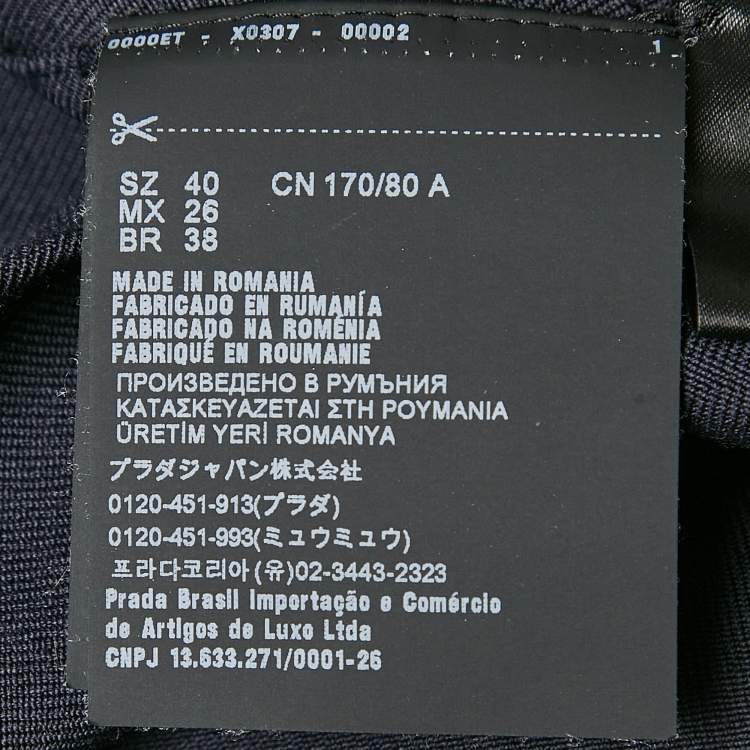 0000ET - X0307 - 00002 1
SZ 40 CN 170/80 A
MX 26
BR 38
MADE IN ROMANIA
FABRICADO EN RUMANÍA
FABRICADO NA ROMÊNIA
FABRIQUÉ EN ROUMANIE
ПРОИЗВЕДЕНО В РУМЪНИЯ
ΚΑΤΑΣΚΕΥΑΖΕΤΑΙ ΣΤΗ ΡΟΥΜΑΝΙΑ
ÜRETİM YERİ ROMANYA
プラダジャパン株式会社
0120-451-913(プラダ)
0120-451-993(ミュウミュウ)
프라다코리아(유)02-3443-2323
Prada Brasil Importação e Comércio
de Artigos de Luxo Ltda
CNPJ 13.633.271/0001-26